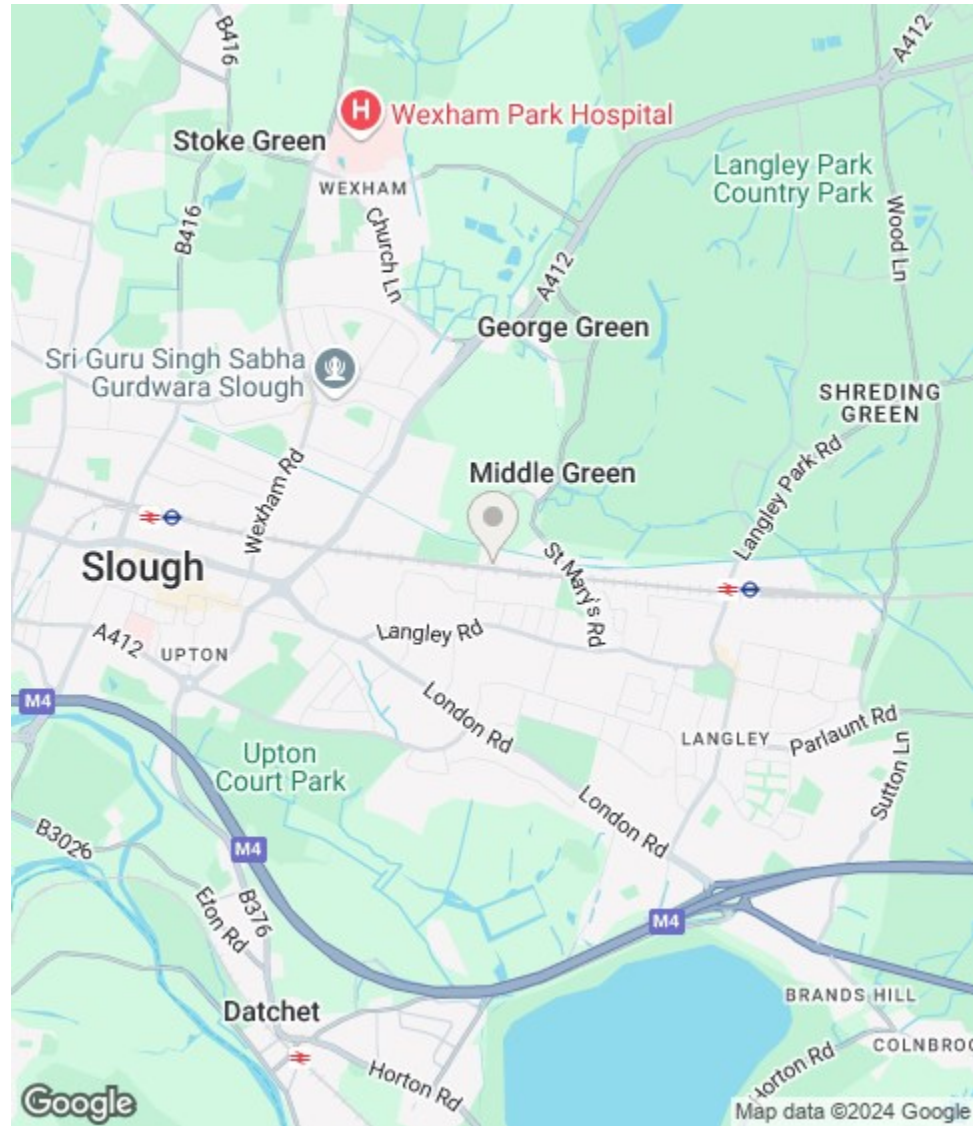 B416
A412
H
Wexham Park Hospital
Stoke Green
WEXHAM
Langley Park
Country Park
B416
Church Ln
Wood Ln
A412
George Green
Sri Guru Singh Sabha
Gurdwara Slough
SHREDING
GREEN
Langley Park Rd
Middle Green
Wexham Rd
Slough
St Mary's Rd
Langley Rd
A412
UPTON
M4
London Rd
LANGLEY
Parlaunt Rd
Upton
Court Park
Sutton Ln
London Rd
B3026
M4
B376
Eton Rd
M4
BRANDS HILL
Datchet
COLNBROO
Horton Rd
Horton Rd
Google
Map data ©2024 Google